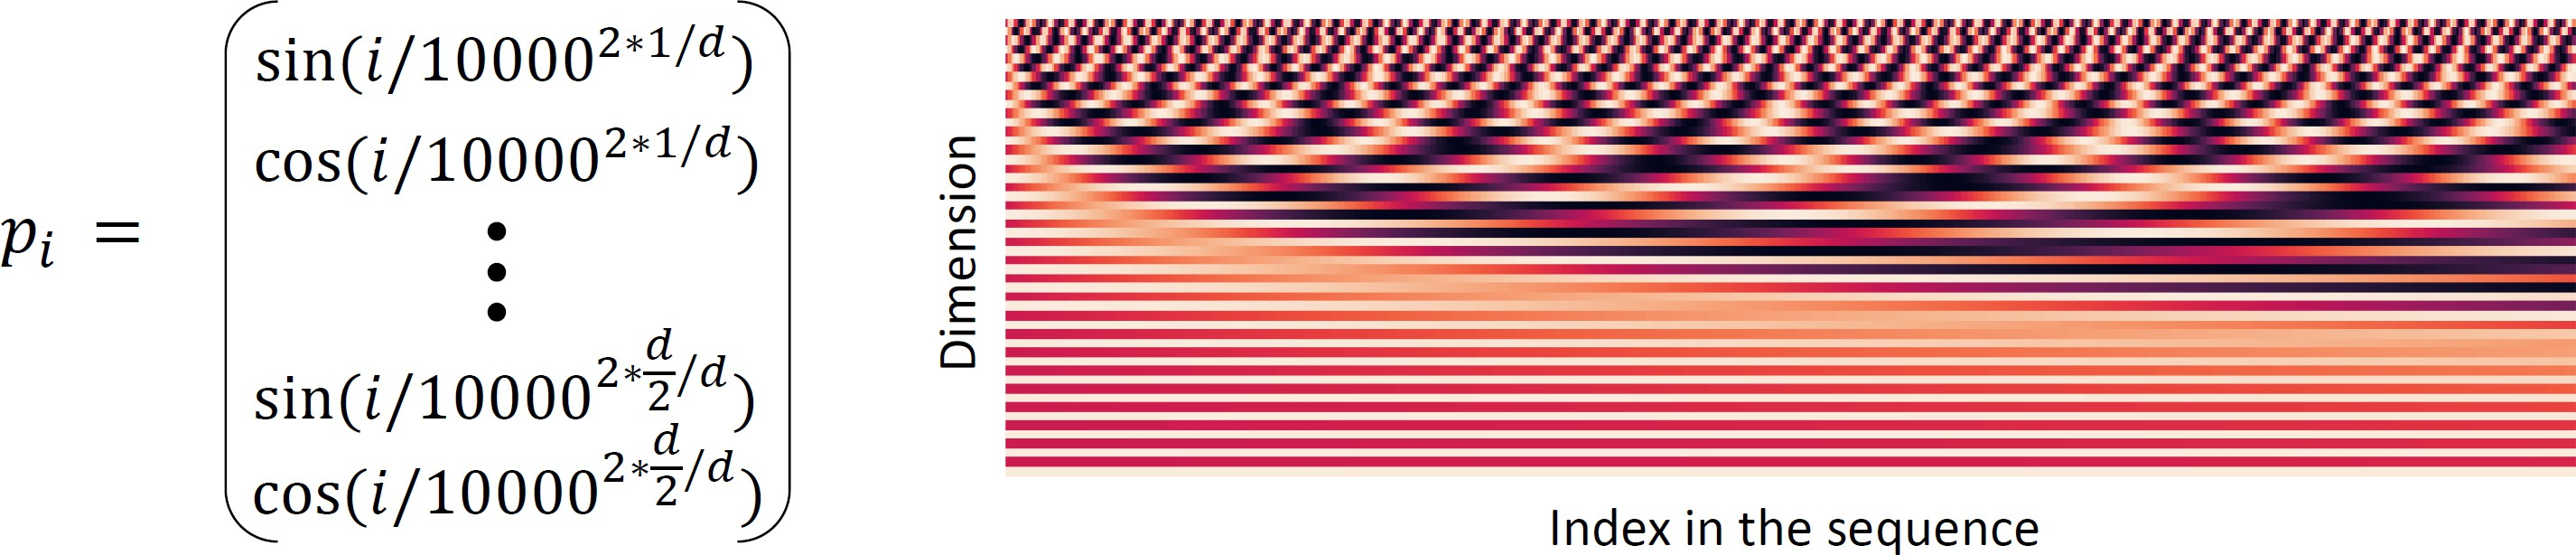 p_i =
sin(i/10000^{2*1/d})
cos(i/10000^{2*1/d})
⋮
sin(i/10000^{2*\frac{d}{2}/d})
cos(i/10000^{2*\frac{d}{2}/d})
Dimension
Index in the sequence